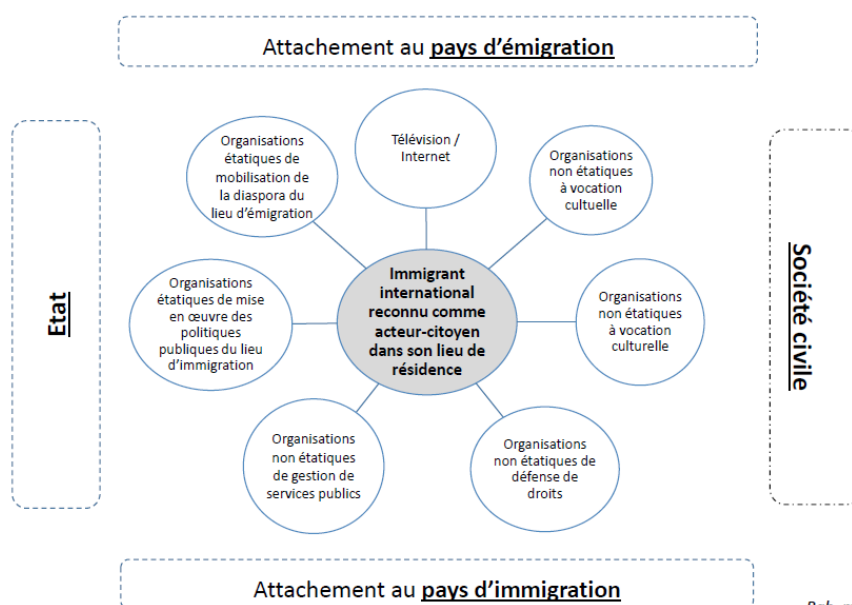 Attachement au pays d'émigration
Télévision /
Internet
Organisations
étatiques de
mobilisation de
la diaspora du
lieu d'émigration
Organisations
non étatiques
à vocation
cultuelle
Etat
Organisations
étatiques de mise
en œuvre des
politiques
publiques du lieu
d'immigration
Immigrant
international
reconnu comme
acteur-citoyen
dans son lieu de
résidence
Organisations
non étatiques
à vocation
culturelle
Société civile
Organisations
non étatiques
de gestion de
services publics
Organisations
non étatiques de
défense de
droits
Attachement au pays d'immigration